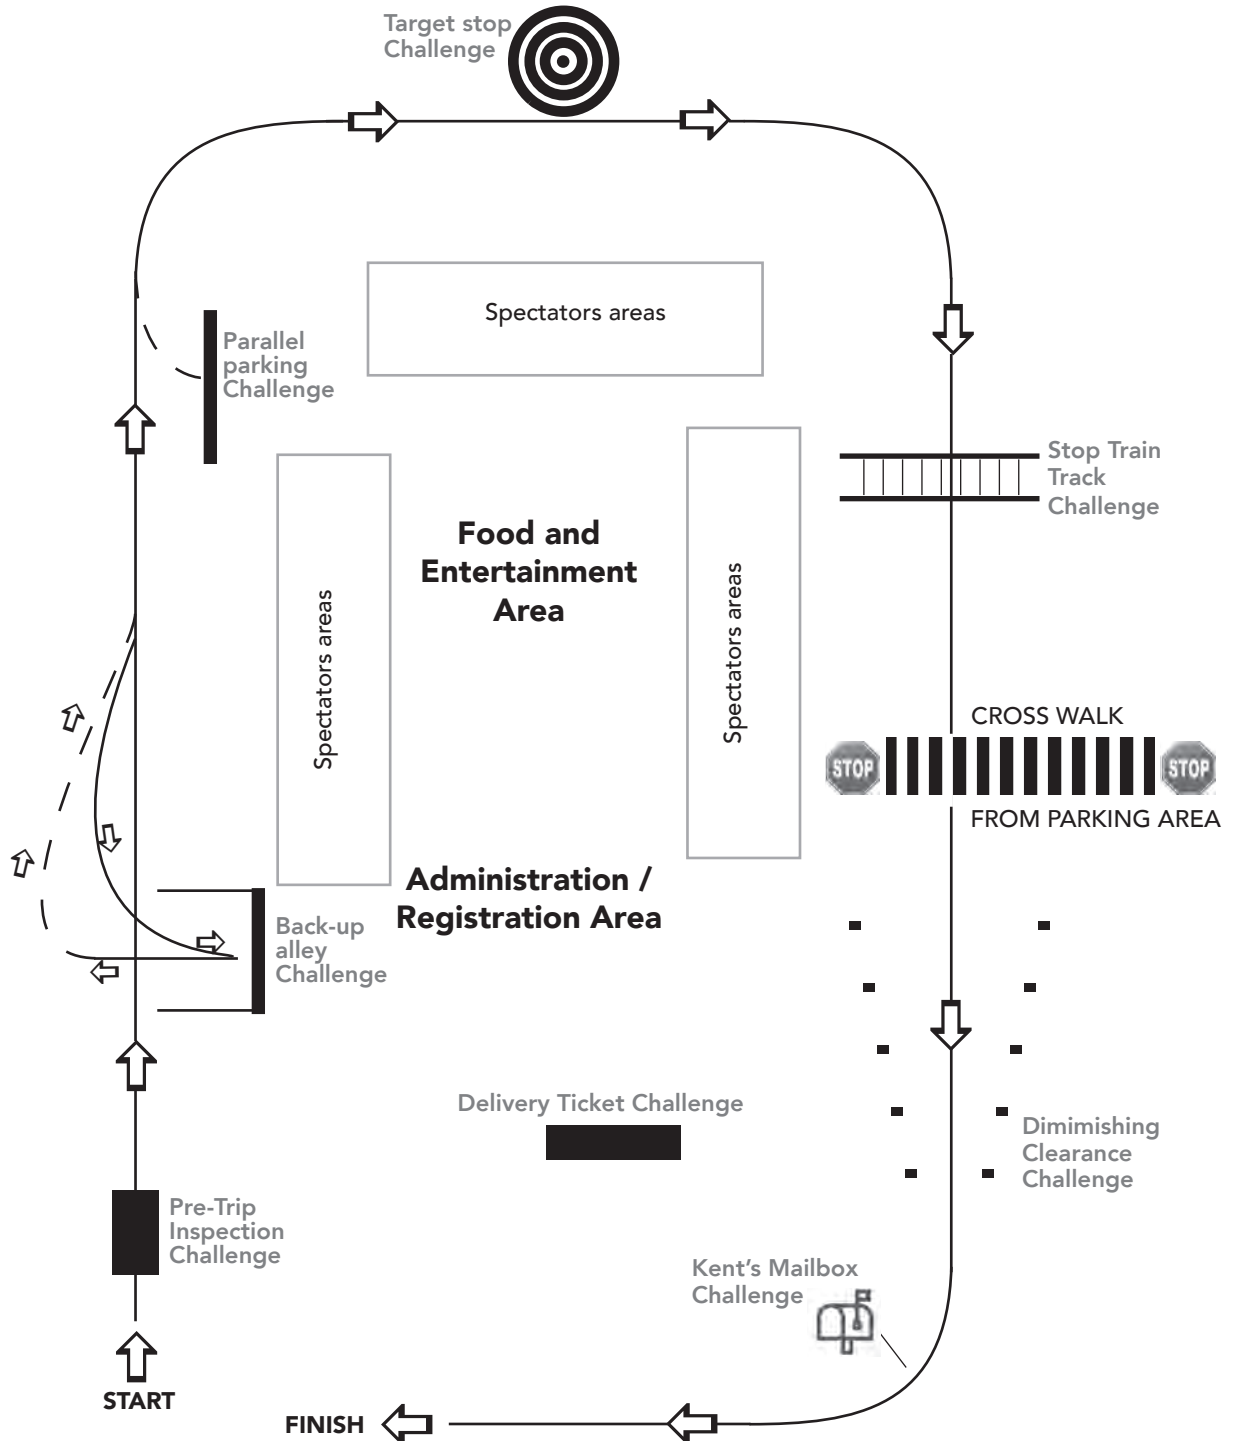 Target stop
Challenge
Spectators areas
Parallel
parking
Challenge
Stop Train
Track
Challenge
Food and
Entertainment
Area
Spectators areas
Spectators areas
CROSS WALK
STOP
STOP
FROM PARKING AREA
Administration /
Registration Area
Back-up
alley
Challenge
Delivery Ticket Challenge
Dimimishing
Clearance
Challenge
Pre-Trip
Inspection
Challenge
Kent's Mailbox
Challenge
START
FINISH